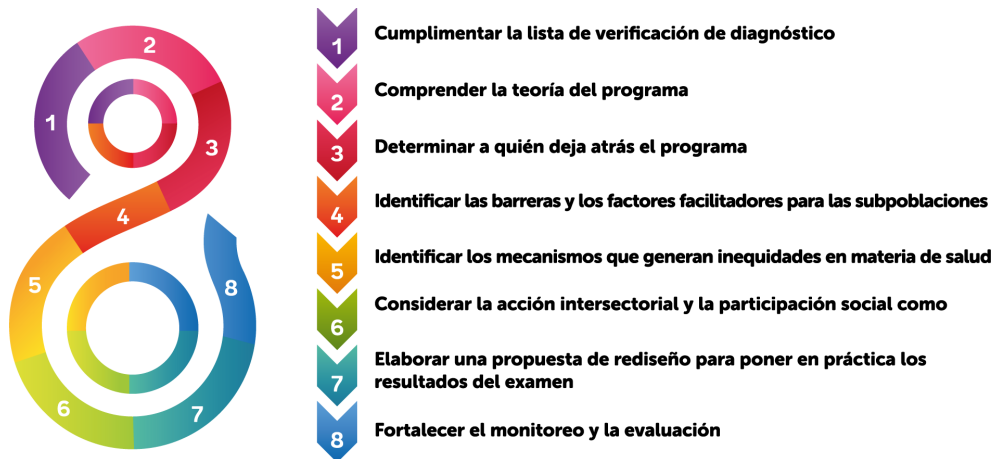 1
2
3
4
5
6
7
8
1 Cumplimentar la lista de verificación de diagnóstico
2 Comprender la teoría del programa
3 Determinar a quién deja atrás el programa
4 Identificar las barreras y los factores facilitadores para las subpoblaciones
5 Identificar los mecanismos que generan inequidades en materia de salud
6 Considerar la acción intersectorial y la participación social como
7 Elaborar una propuesta de rediseño para poner en práctica los
resultados del examen
8 Fortalecer el monitoreo y la evaluación